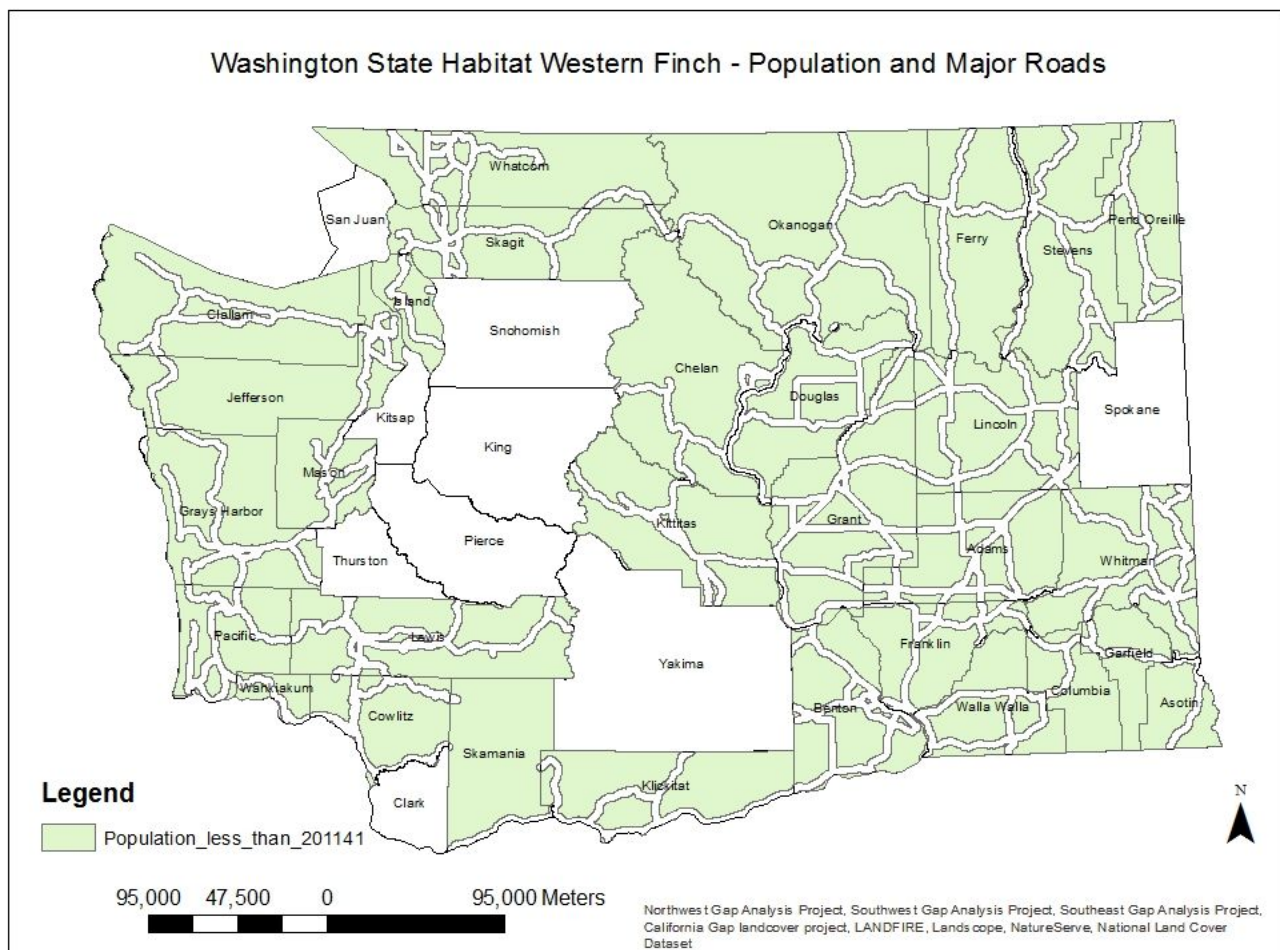 Washington State Habitat Western Finch - Population and Major Roads
Whatcom
San Juan
Skagit
Okanogan
Ferry
Stevens
Pend Oreille
Island
Clallam
Snohomish
Chelan
Jefferson
Kitsap
Douglas
Lincoln
Spokane
King
Mason
Grays Harbor
Kittitas
Grant
Pierce
Thurston
Adams
Whitman
Pacific
Lewis
Yakima
Franklin
Garfield
Wahkiakum
Cowlitz
Benton
Walla Walla
Columbia
Asotin
Skamania
Klickitat
Clark
Legend
Population_less_than_201141
N
95,000 47,500 0 95,000 Meters
Northwest Gap Analysis Project, Southwest Gap Analysis Project, Southeast Gap Analysis Project,
California Gap landcover project, LANDFIRE, Landscope, NatureServe, National Land Cover
Dataset